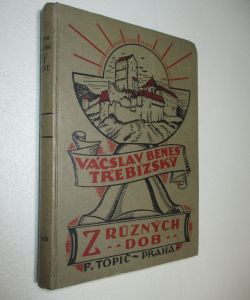 VÁCSLAV BENEŠ
TŘEBÍZSKÝ
Z RŮZNÝCH
DOB
F. TOPIČ~PRAHA